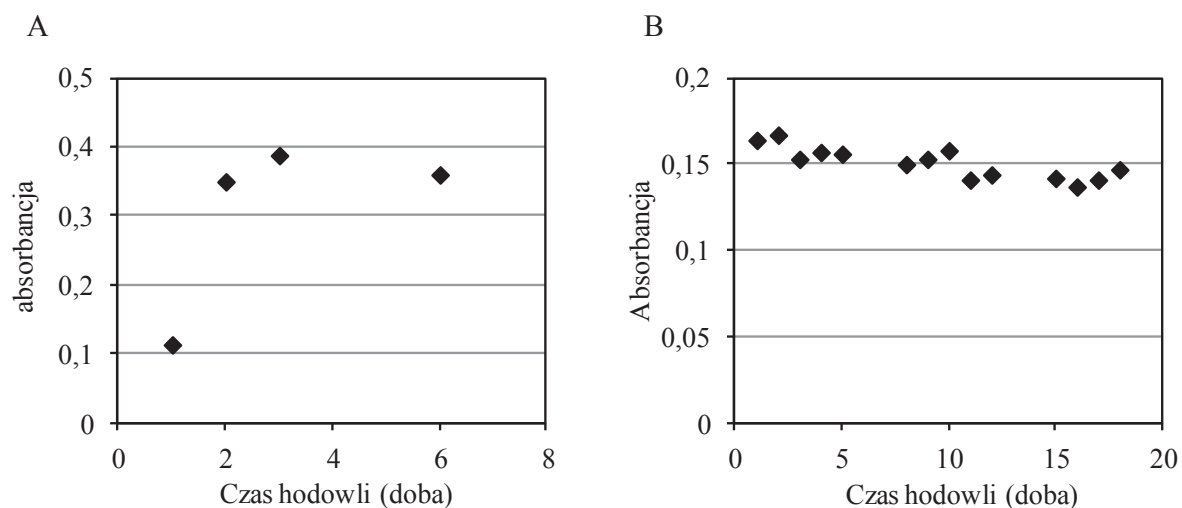 A
absorbancja
0,5
0,4
0,3
0,2
0,1
0
0 2 4 6 8
Czas hodowli (doba)
B
Absorbancja
0,2
0,15
0,1
0,05
0
0 5 10 15 20
Czas hodowli (doba)